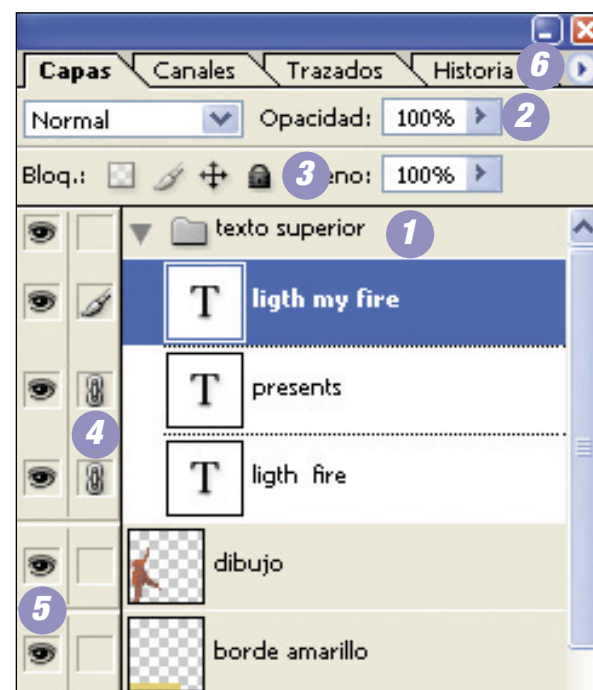 Capas Canales Trazados Historia 6
Normal Opacidad: 100% 2
Bloq.: 3 eno: 100%
texto superior 1
T ligth my fire
T presents
4
T ligth fire
dibujo
5
borde amarillo